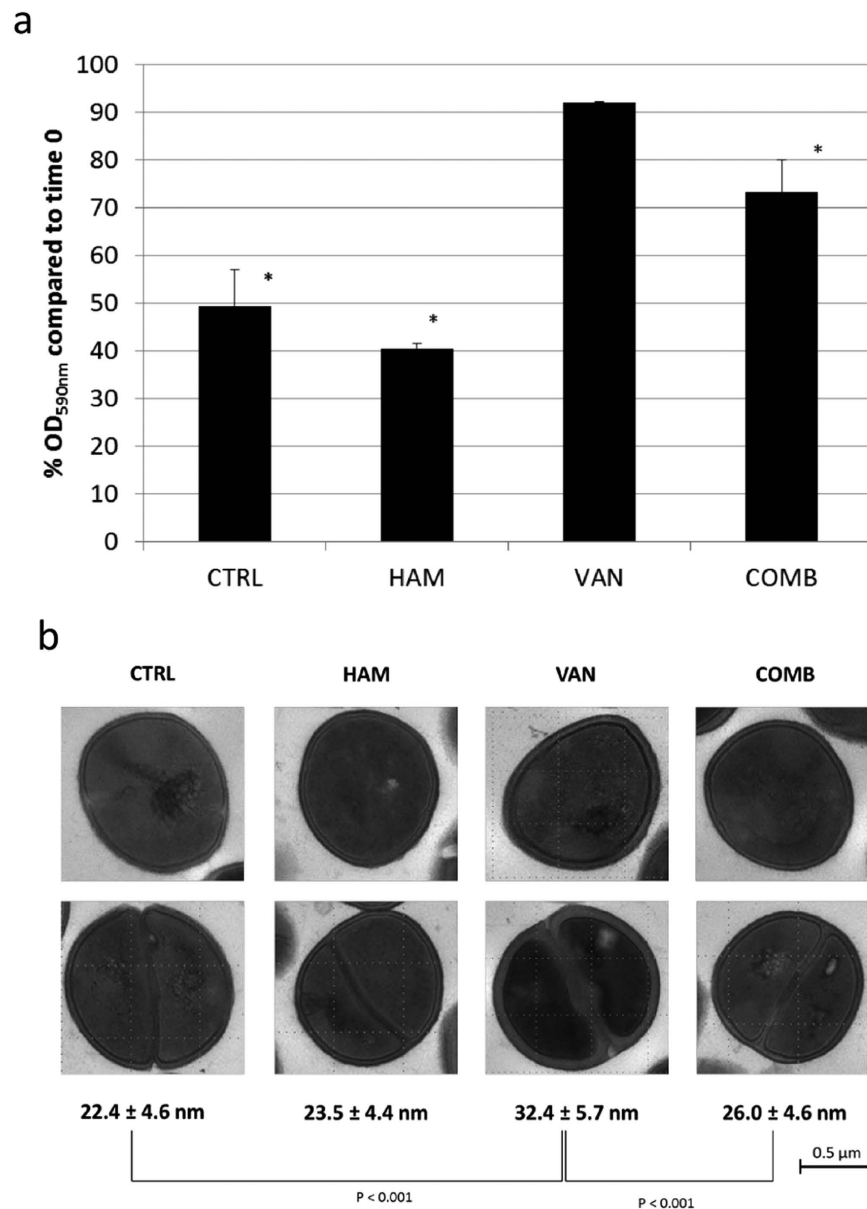 a
% OD590nm compared to time 0
100
90
80
70
60
50
40
30
20
10
0
*
*
*
CTRL HAM VAN COMB
b
CTRL HAM VAN COMB
22.4 ± 4.6 nm 23.5 ± 4.4 nm 32.4 ± 5.7 nm 26.0 ± 4.6 nm
0.5 µm
P < 0.001
P < 0.001